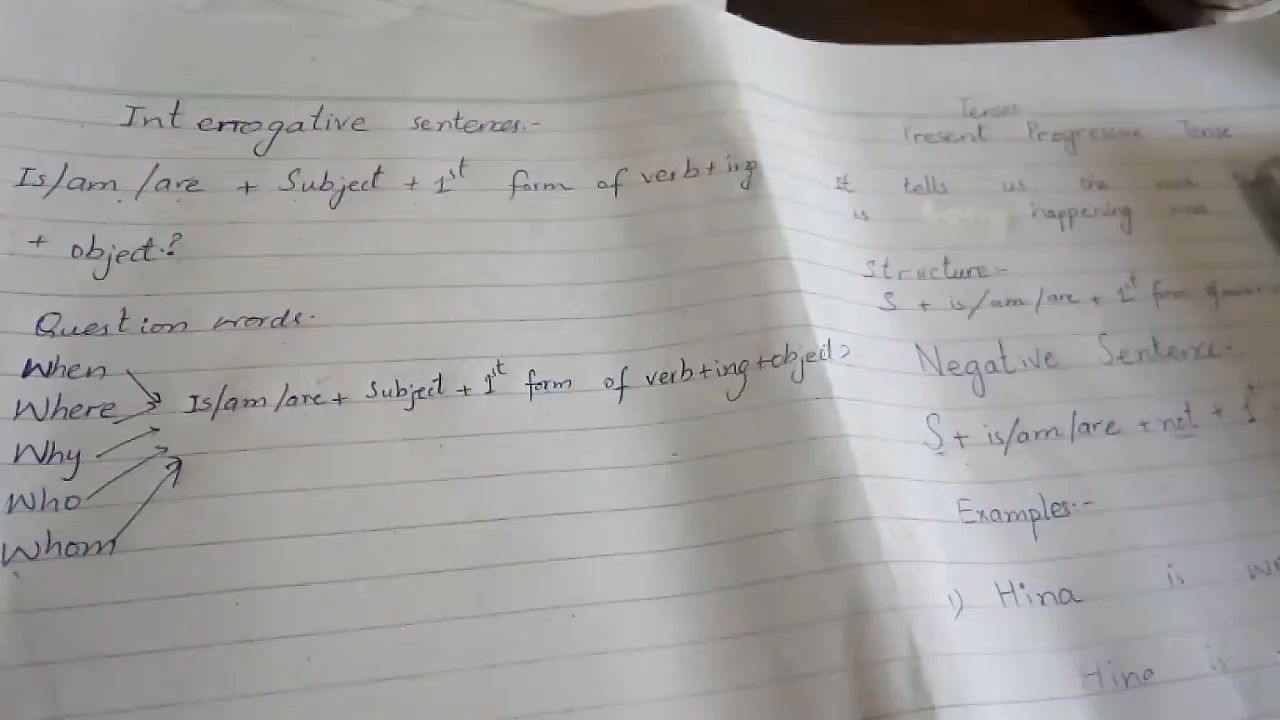 Interrogative sentences:-
Is/am/are + Subject + 1st form of verb+ing
+ object.?
Question words.
When
Where Is/am/are + Subject + 1st form of verb+ing+object?
Why
Who
Whom
Tenses
Present Progressive Tense
It tells us the
is happening
Structure:-
S + is/am/are + 1st form
Negative Sentence.
S + is/am/are + not + 1st
Examples:-
1) Hina is
Hina is